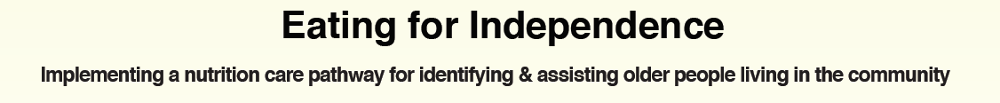 Eating for Independence
Implementing a nutrition care pathway for identifying & assisting older people living in the community